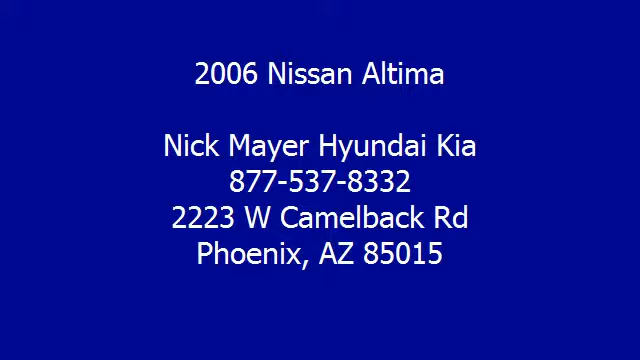 2006 Nissan Altima
Nick Mayer Hyundai Kia
877-537-8332
2223 W Camelback Rd
Phoenix, AZ 85015